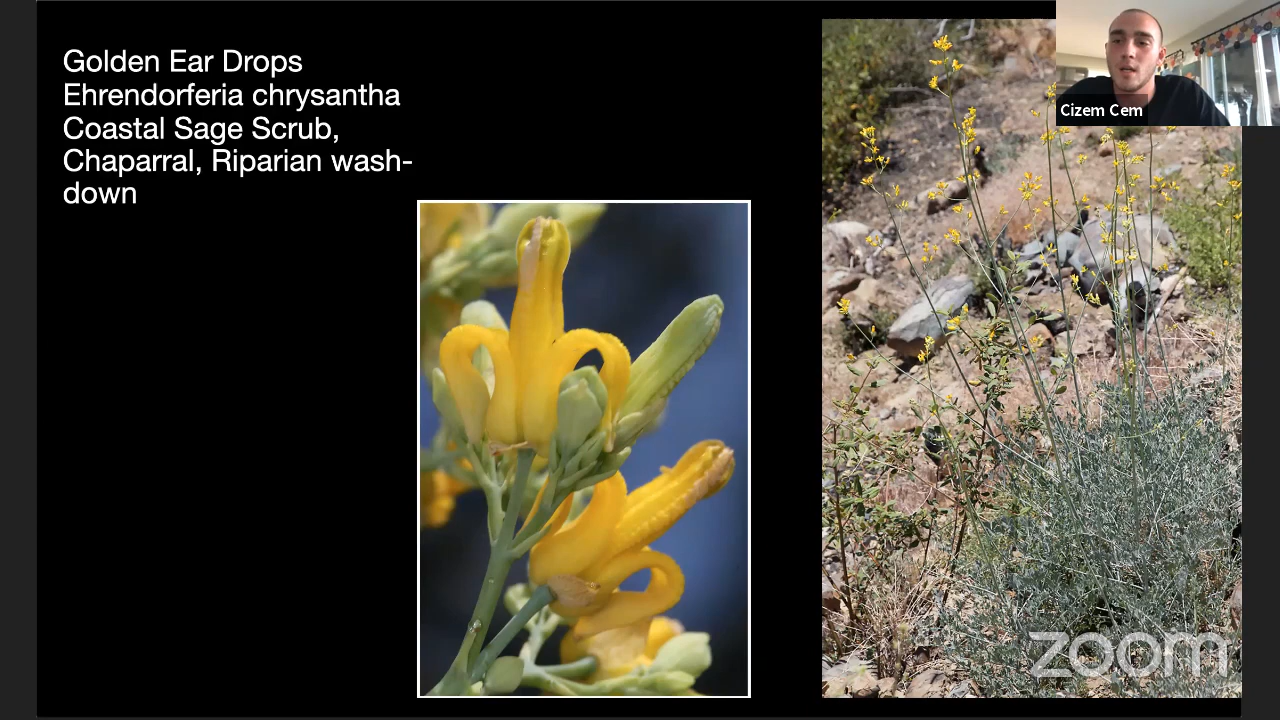 Golden Ear Drops
Ehrendorferia chrysantha
Coastal Sage Scrub,
Chaparral, Riparian wash-
down
Cizem Cem
zoom